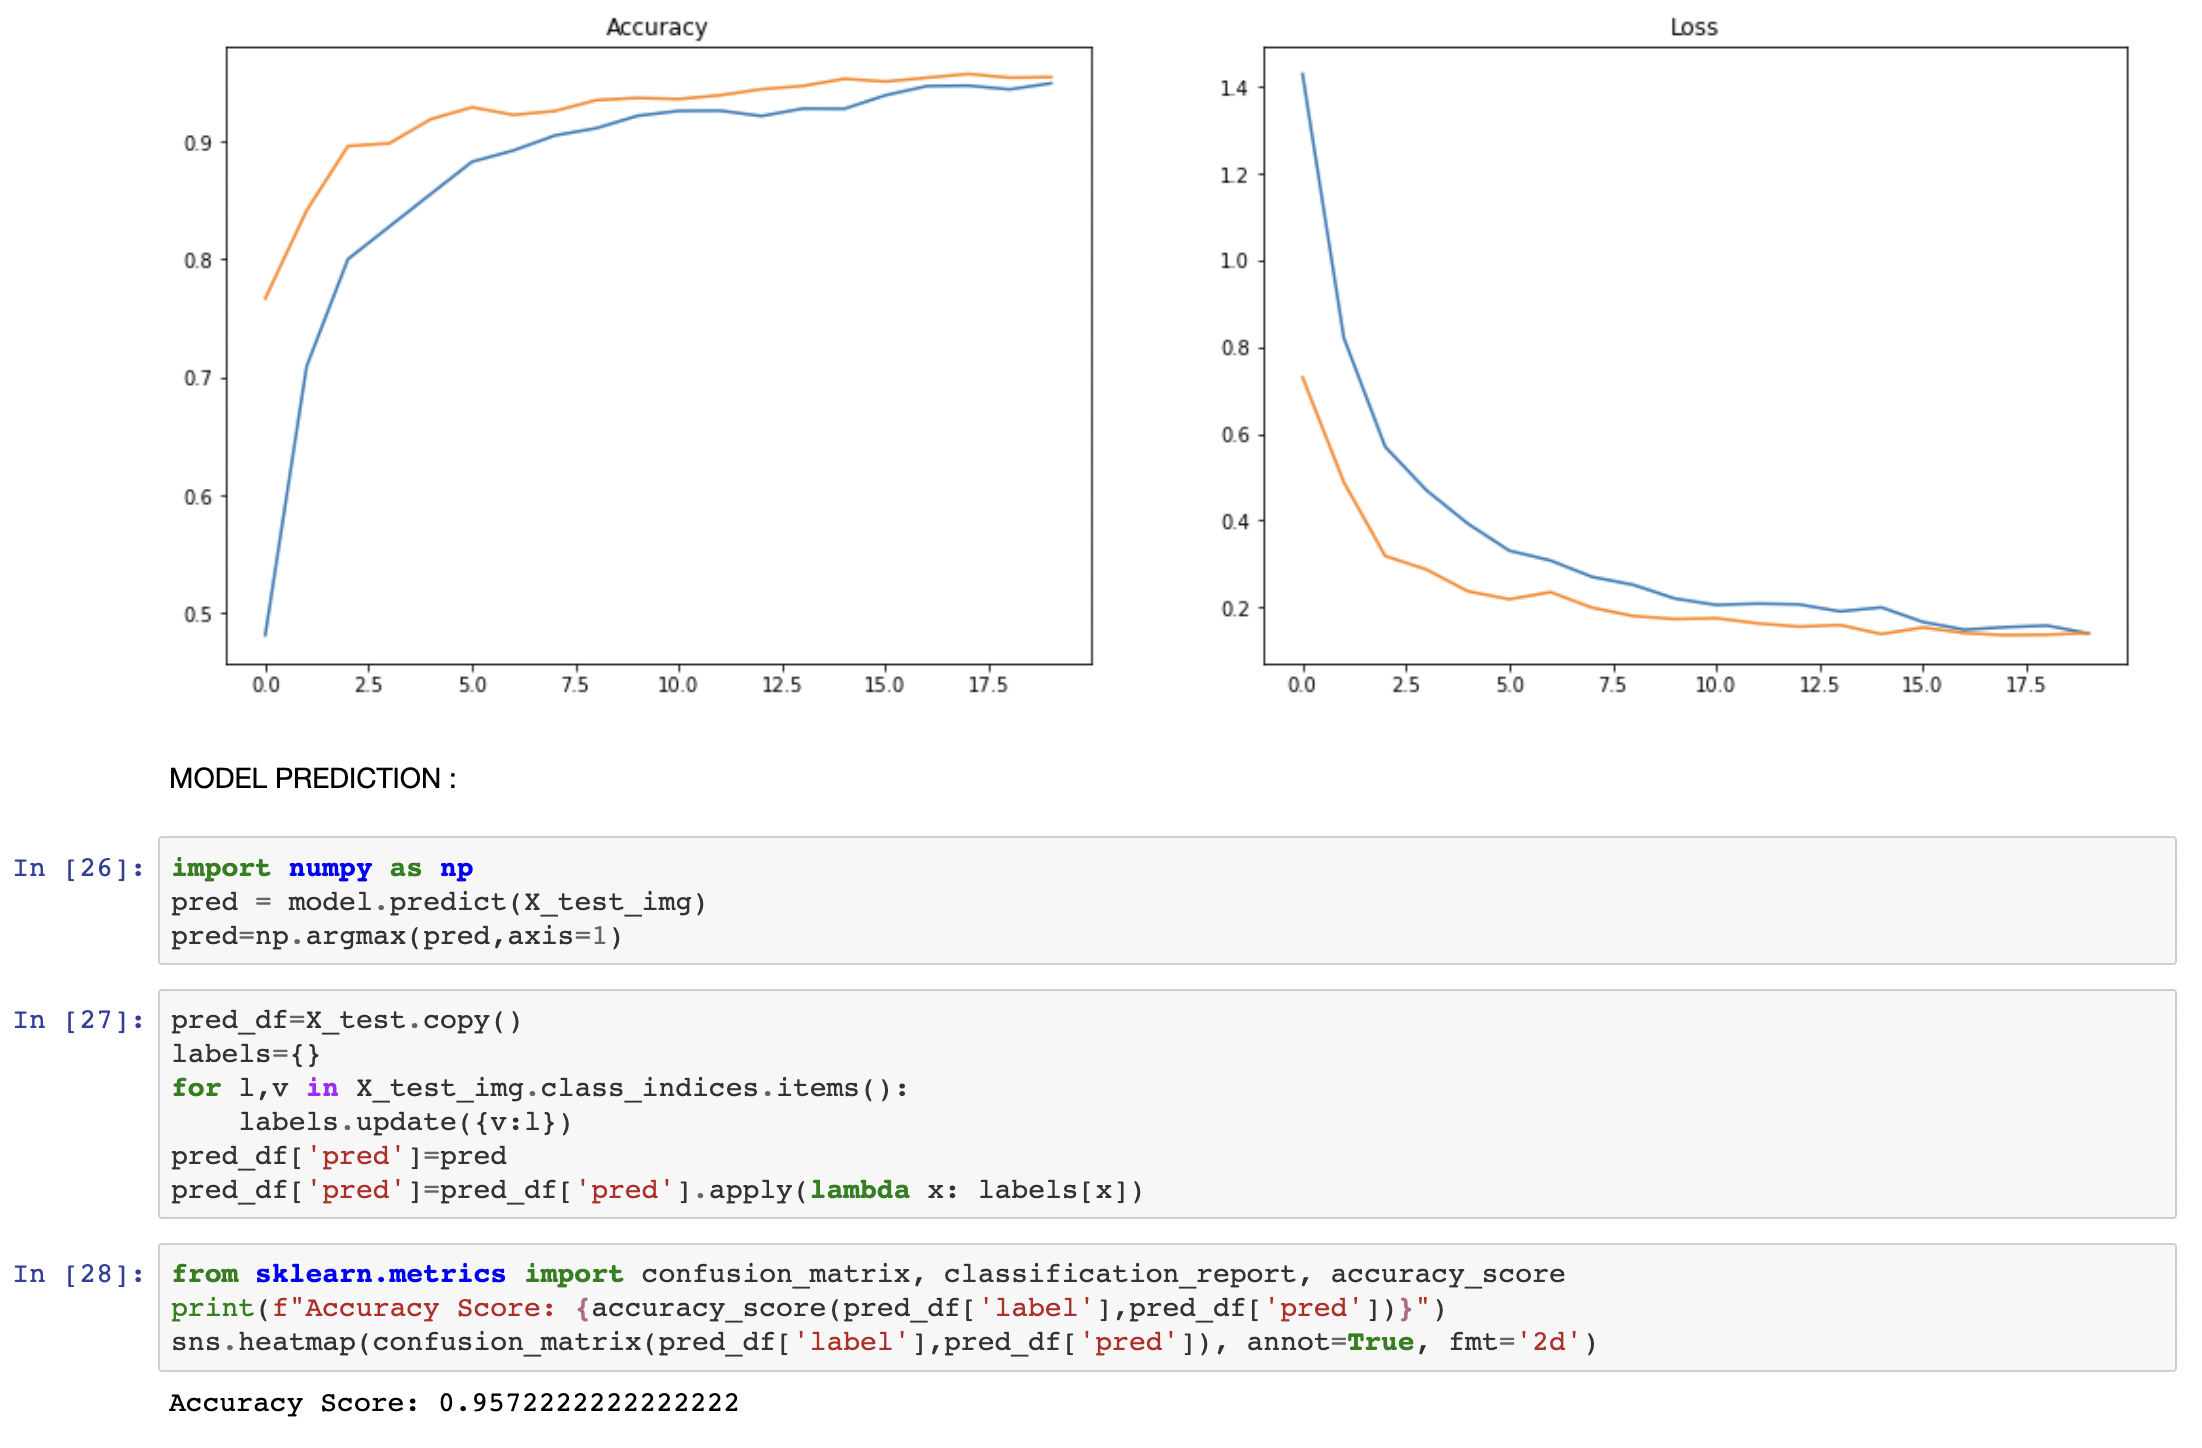 Accuracy
0.9
0.8
0.7
0.6
0.5
0.0 2.5 5.0 7.5 10.0 12.5 15.0 17.5
Loss
1.4
1.2
1.0
0.8
0.6
0.4
0.2
0.0 2.5 5.0 7.5 10.0 12.5 15.0 17.5
MODEL PREDICTION :
In [26]:
import numpy as np
pred = model.predict(X_test_img)
pred=np.argmax(pred,axis=1)
In [27]:
pred_df=X_test.copy()
labels={}
for l,v in X_test_img.class_indices.items():
    labels.update({v:l})
pred_df['pred']=pred
pred_df['pred']=pred_df['pred'].apply(lambda x: labels[x])
In [28]:
from sklearn.metrics import confusion_matrix, classification_report, accuracy_score
print(f"Accuracy Score: {accuracy_score(pred_df['label'],pred_df['pred'])}")
sns.heatmap(confusion_matrix(pred_df['label'],pred_df['pred']), annot=True, fmt='2d')
Accuracy Score: 0.9572222222222222